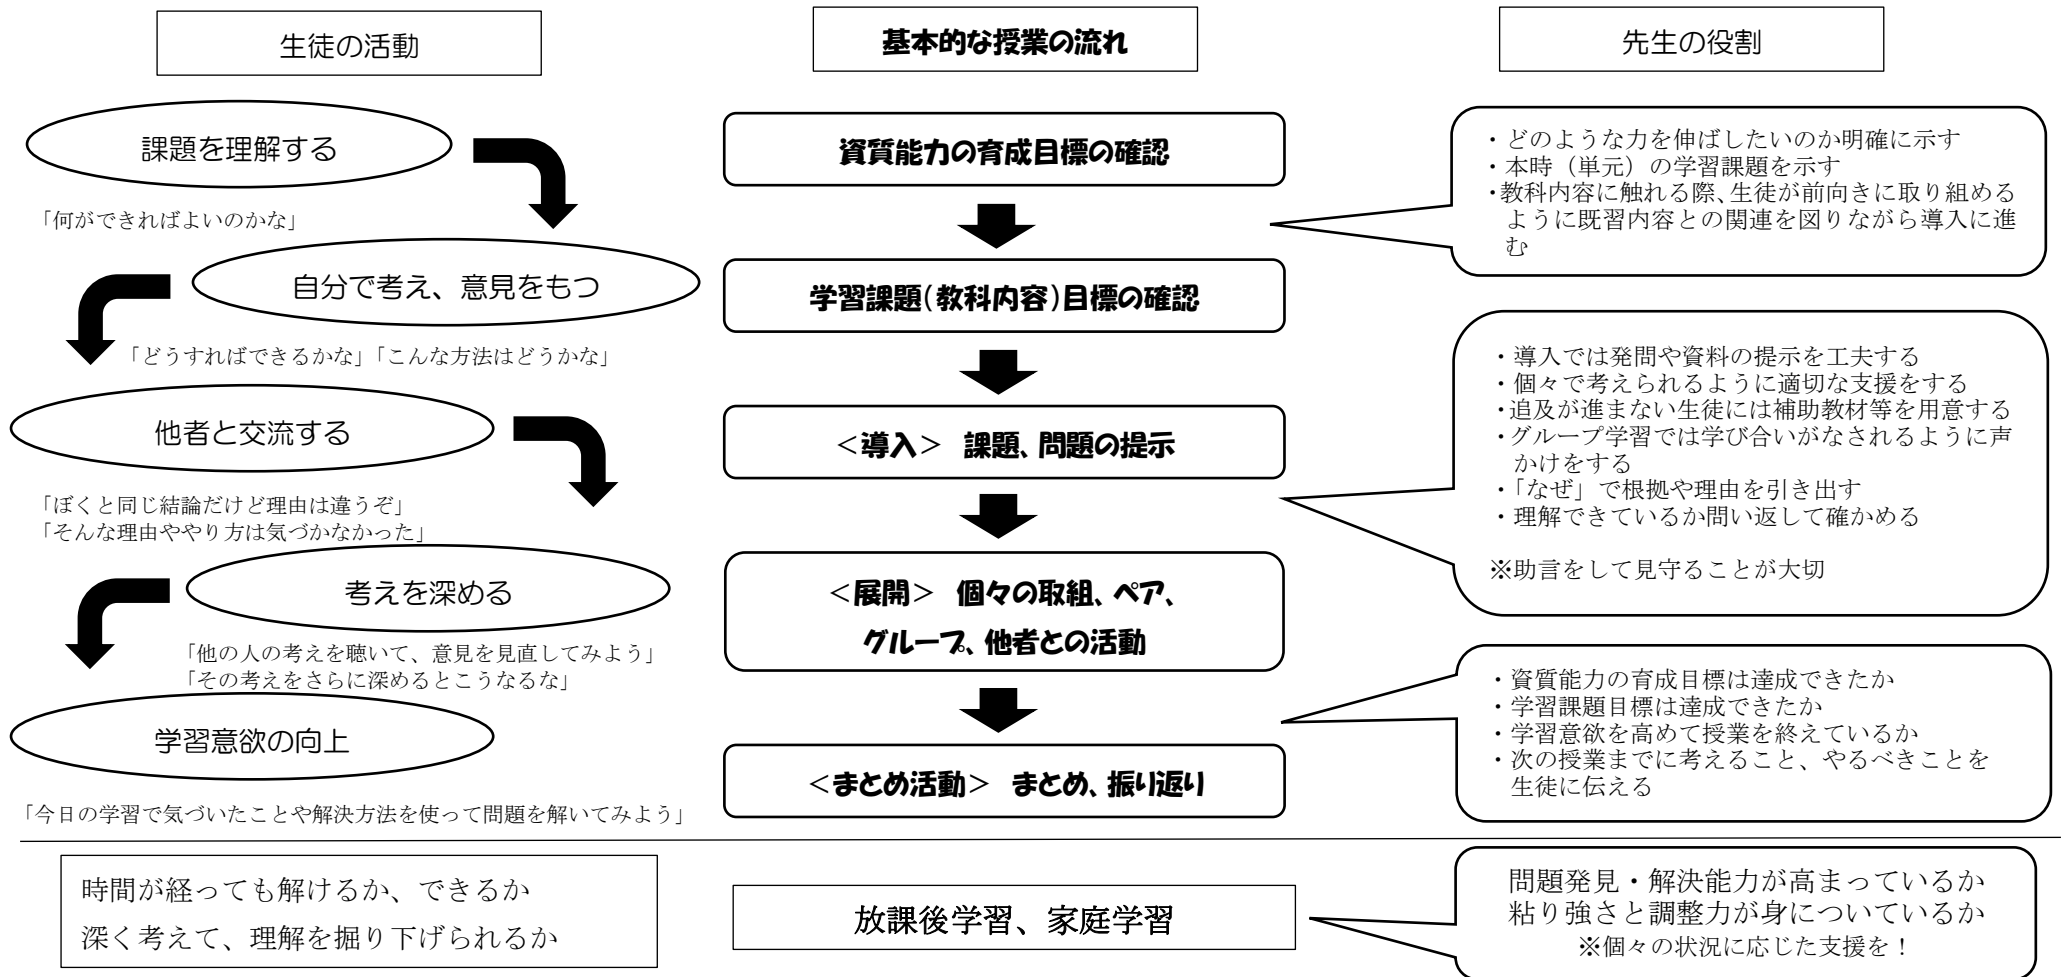 生徒の活動
課題を理解する
「何ができればよいのかな」
自分で考え、意見をもつ
「どうすればできるかな」「こんな方法はどうかな」
他者と交流する
「ぼくと同じ結論だけど理由は違うぞ」
「そんな理由ややり方は気づかなかった」
考えを深める
「他の人の考えを聴いて、意見を見直してみよう」
「その考えをさらに深めるとこうなるな」
学習意欲の向上
「今日の学習で気づいたことや解決方法を使って問題を解いてみよう」
基本的な授業の流れ
資質能力の育成目標の確認
学習課題(教科内容)目標の確認
＜導入＞ 課題、問題の提示
＜展開＞ 個々の取組、ペア、
グループ、他者との活動
＜まとめ活動＞ まとめ、振り返り
先生の役割
・どのような力を伸ばしたいのか明確に示す
・本時（単元）の学習課題を示す
・教科内容に触れる際、生徒が前向きに取り組める
ように既習内容との関連を図りながら導入に進
む
・導入では発問や資料の提示を工夫する
・個々で考えられるように適切な支援をする
・追及が進まない生徒には補助教材等を用意する
・グループ学習では学び合いがなされるように声
かけをする
・「なぜ」で根拠や理由を引き出す
・理解できているか問い返して確かめる
※助言をして見守ることが大切
・資質能力の育成目標は達成できたか
・学習課題目標は達成できたか
・学習意欲を高めて授業を終えているか
・次の授業までに考えること、やるべきことを
生徒に伝える
時間が経っても解けるか、できるか
深く考えて、理解を掘り下げられるか
放課後学習、家庭学習
問題発見・解決能力が高まっているか
粘り強さと調整力が身についているか
※個々の状況に応じた支援を！